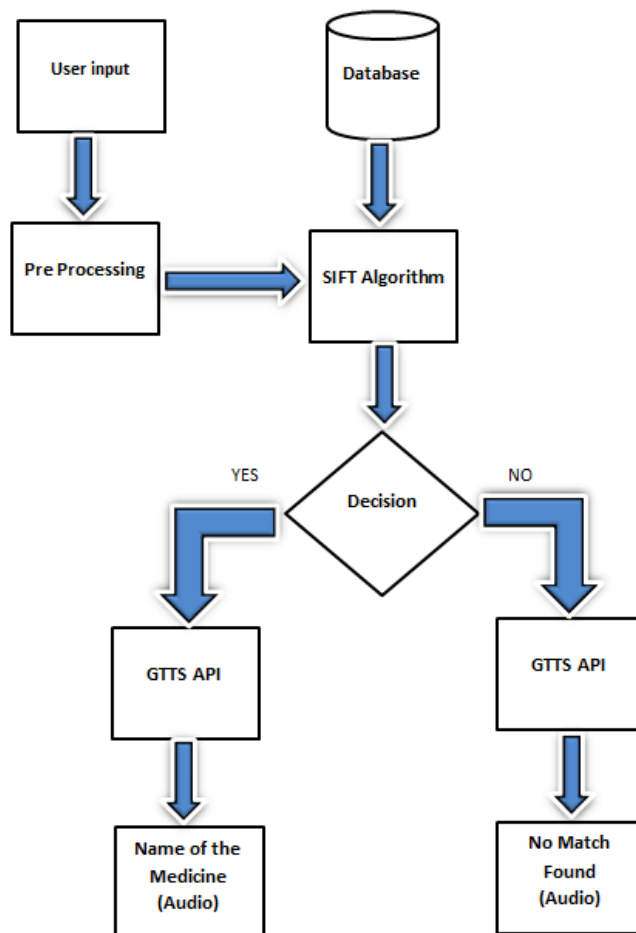 User input
Database
Pre Processing
SIFT Algorithm
YES
NO
Decision
GTTS API
GTTS API
Name of the
Medicine
(Audio)
No Match
Found
(Audio)